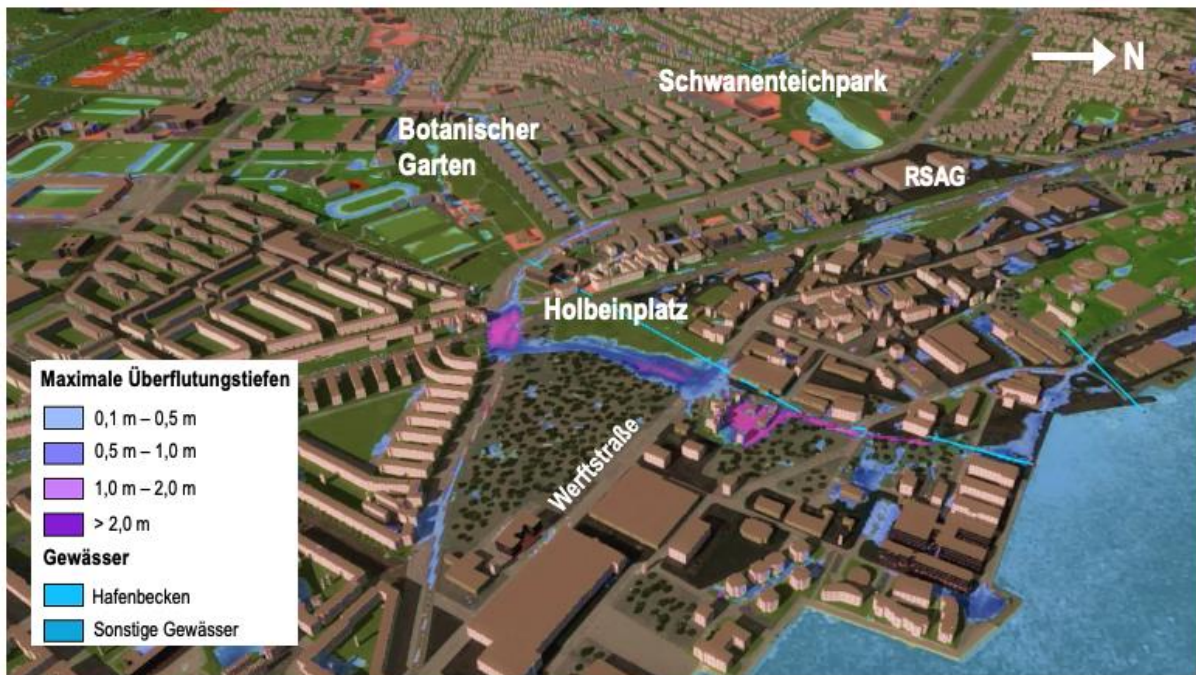 N
Schwanenteichpark
Botanischer
Garten
RSAG
Holbeinplatz
Werftstraße
Maximale Überflutungstiefen
0,1 m – 0,5 m
0,5 m – 1,0 m
1,0 m – 2,0 m
> 2,0 m
Gewässer
Hafenbecken
Sonstige Gewässer